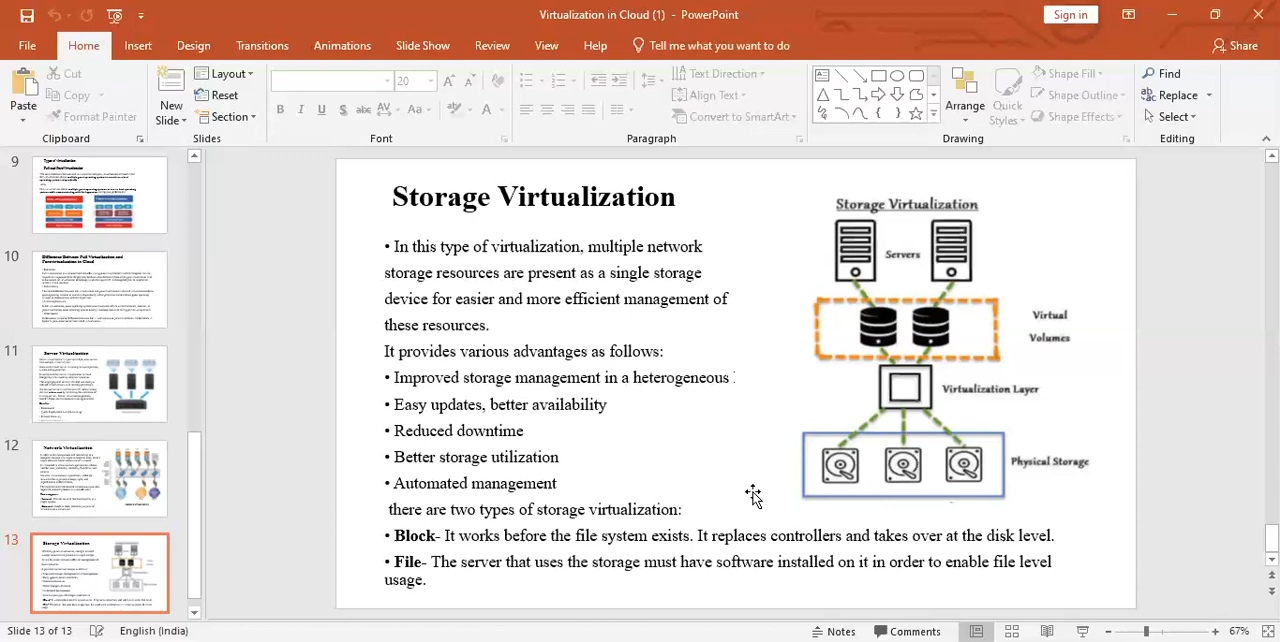 Virtualization in Cloud (1) - PowerPoint
Sign in
File Home Insert Design Transitions Animations Slide Show Review View Help Tell me what you want to do
Share
Paste
Cut
Copy
Format Painter
Clipboard
New Slide
Layout
Reset
Section
Slides
20
Font
Text Direction
Align Text
Convert to SmartArt
Paragraph
Arrange
Quick Styles
Shape Fill
Shape Outline
Shape Effects
Drawing
Find
Replace
Select
Editing
9
10
11
12
13
Storage Virtualization
• In this type of virtualization, multiple network
storage resources are present as a single storage
device for easier and more efficient management of
these resources.
It provides various advantages as follows:
• Improved storage management in a heterogeneous
• Easy updates, better availability
• Reduced downtime
• Better storage utilization
• Automated management
there are two types of storage virtualization:
• Block- It works before the file system exists. It replaces controllers and takes over at the disk level.
• File- The server that uses the storage must have software installed on it in order to enable file level
usage.
Storage Virtualization
Servers
Virtual
Volumes
Virtualization Layer
Physical Storage
Slide 13 of 13
English (India)
Notes
Comments
67%